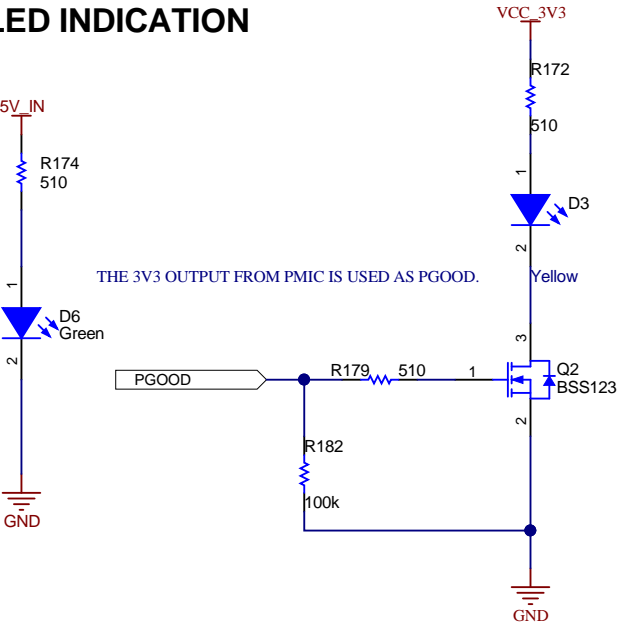 LED INDICATION
VCC_3V3
R172
510
1
D3
2
Yellow
5V_IN
R174
510
1
D6
Green
2
GND
THE 3V3 OUTPUT FROM PMIC IS USED AS PGOOD.
PGOOD
R179
510
1
3
Q2
BSS123
2
R182
100k
GND